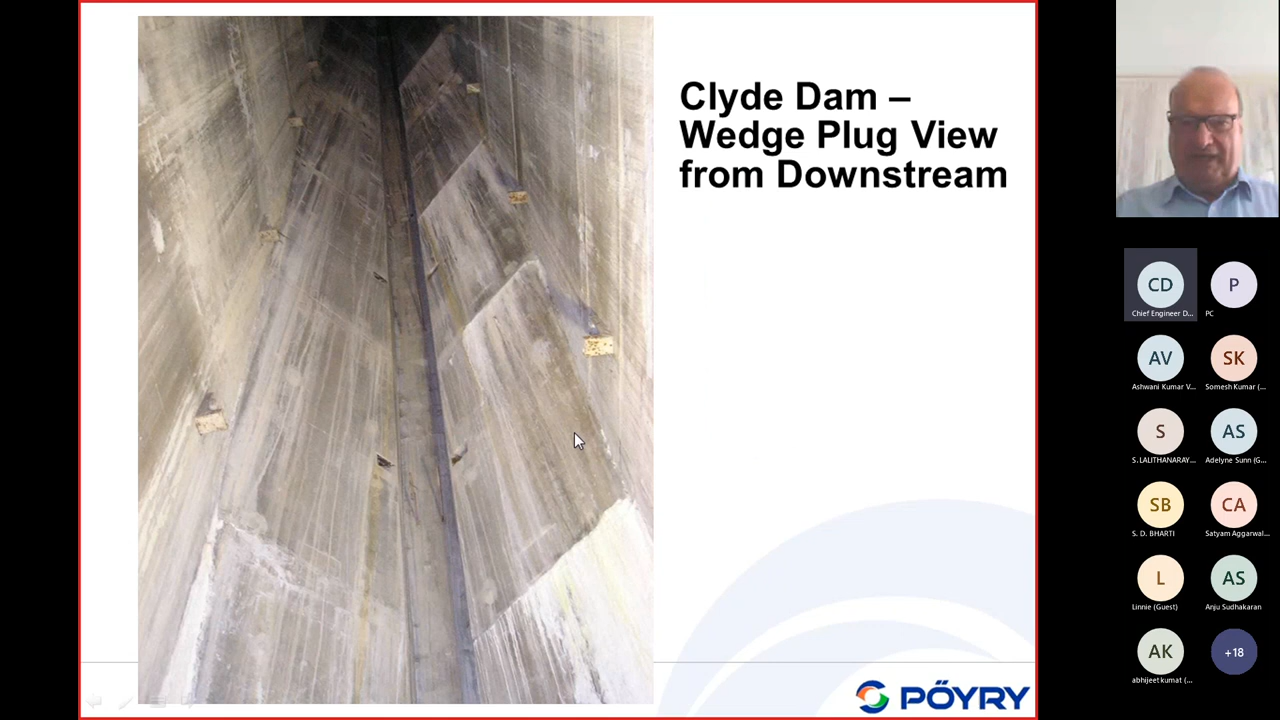 Clyde Dam –
Wedge Plug View
from Downstream
PÖYRY
CD
Chief Engineer D...
P
PC
AV
Ashwani Kumar V...
SK
Somesh Kumar (...
S
S. LALITHANARAY...
AS
Adelyne Sunn (G...
SB
S. D. BHARTI
CA
Satyam Aggarwal...
L
Linnie (Guest)
AS
Anju Sudhakaran
AK
abhijeet kumat (...
+18